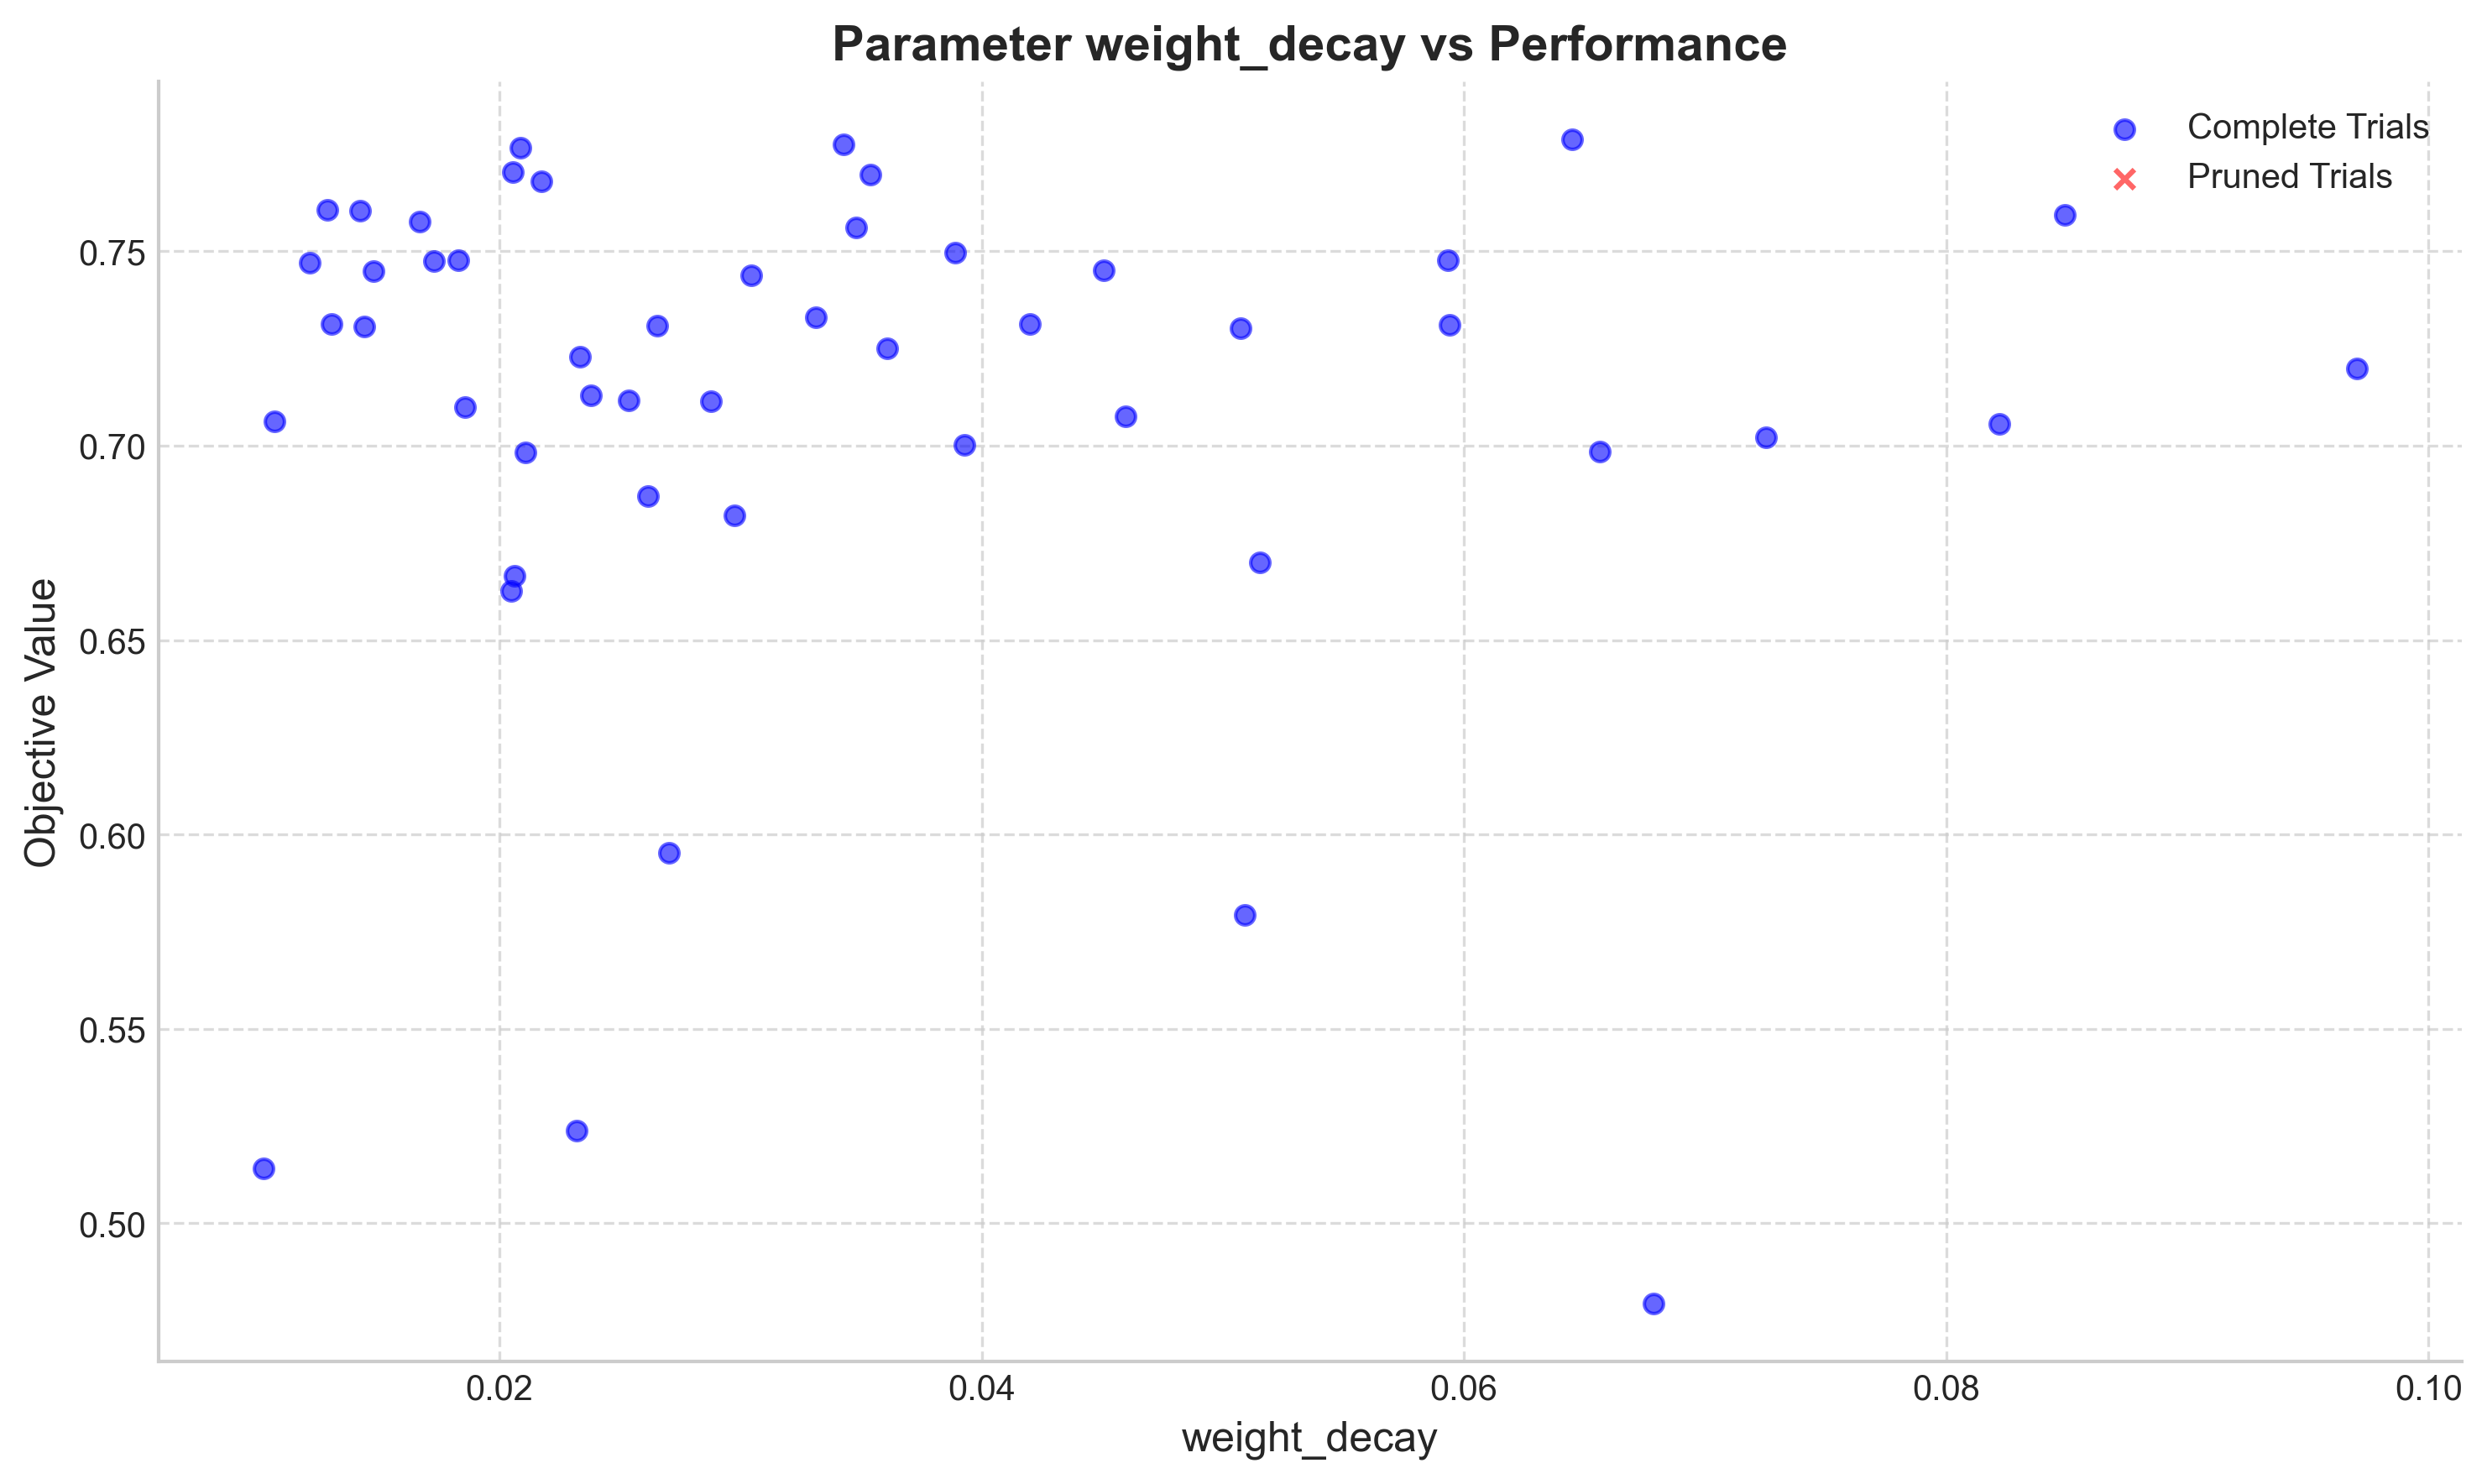 Parameter weight_decay vs Performance
Complete Trials
Pruned Trials
Objective Value
0.75
0.70
0.65
0.60
0.55
0.50
0.02 0.04 0.06 0.08 0.10
weight_decay